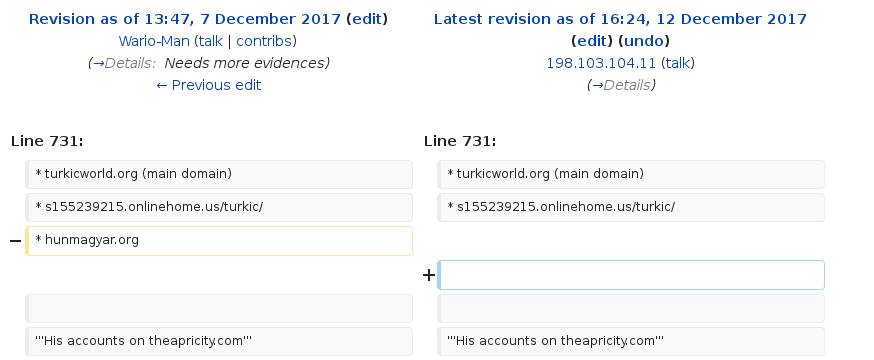 Revision as of 13:47, 7 December 2017 (edit)
Wario-Man (talk | contribs)
(→Details: Needs more evidences)
← Previous edit
Latest revision as of 16:24, 12 December 2017
(edit) (undo)
198.103.104.11 (talk)
(→Details)
Line 731:
Line 731:
* turkicworld.org (main domain)
* turkicworld.org (main domain)
* s155239215.onlinehome.us/turkic/
* s155239215.onlinehome.us/turkic/
− * hunmagyar.org
+
'''His accounts on theapricity.com'''
'''His accounts on theapricity.com'''